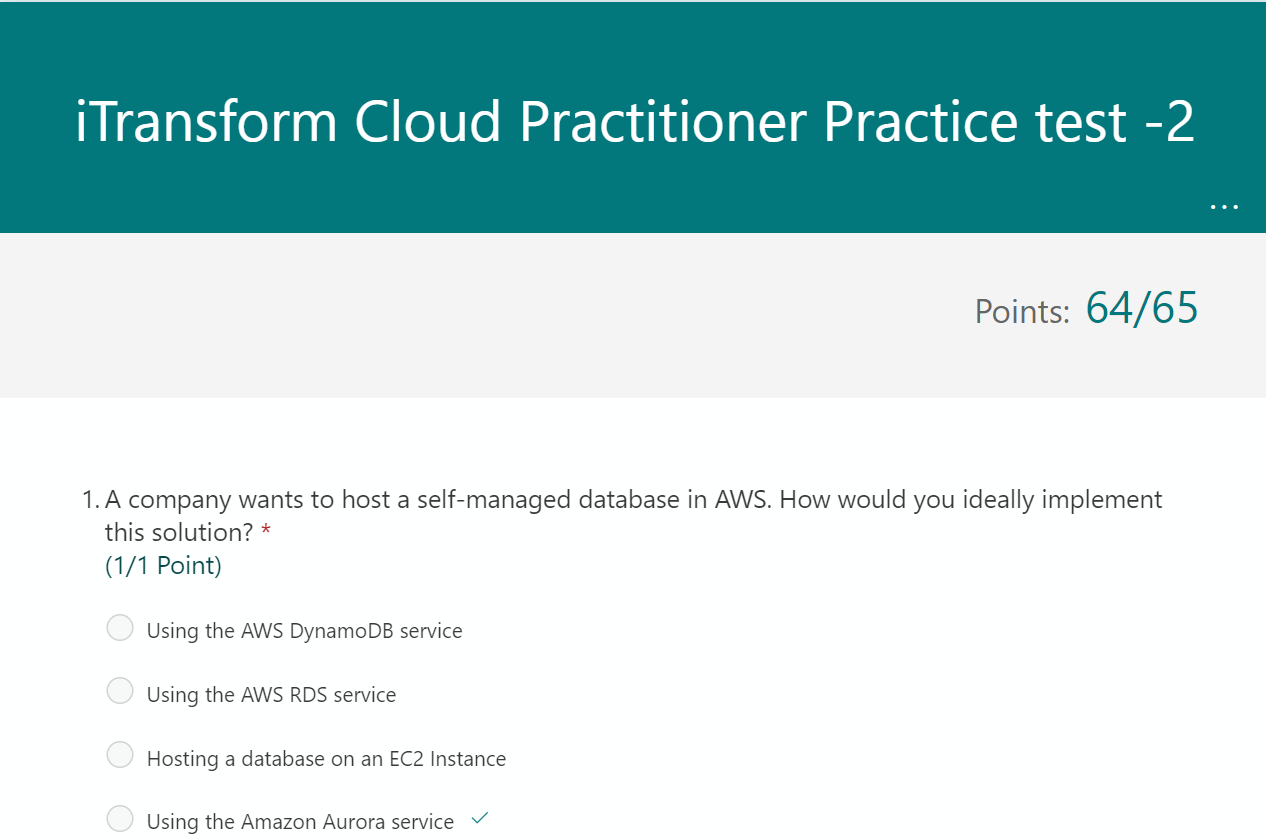 iTransform Cloud Practitioner Practice test -2
...
Points: 64/65
1. A company wants to host a self-managed database in AWS. How would you ideally implement
this solution? *
(1/1 Point)
Using the AWS DynamoDB service
Using the AWS RDS service
Hosting a database on an EC2 Instance
Using the Amazon Aurora service ✓